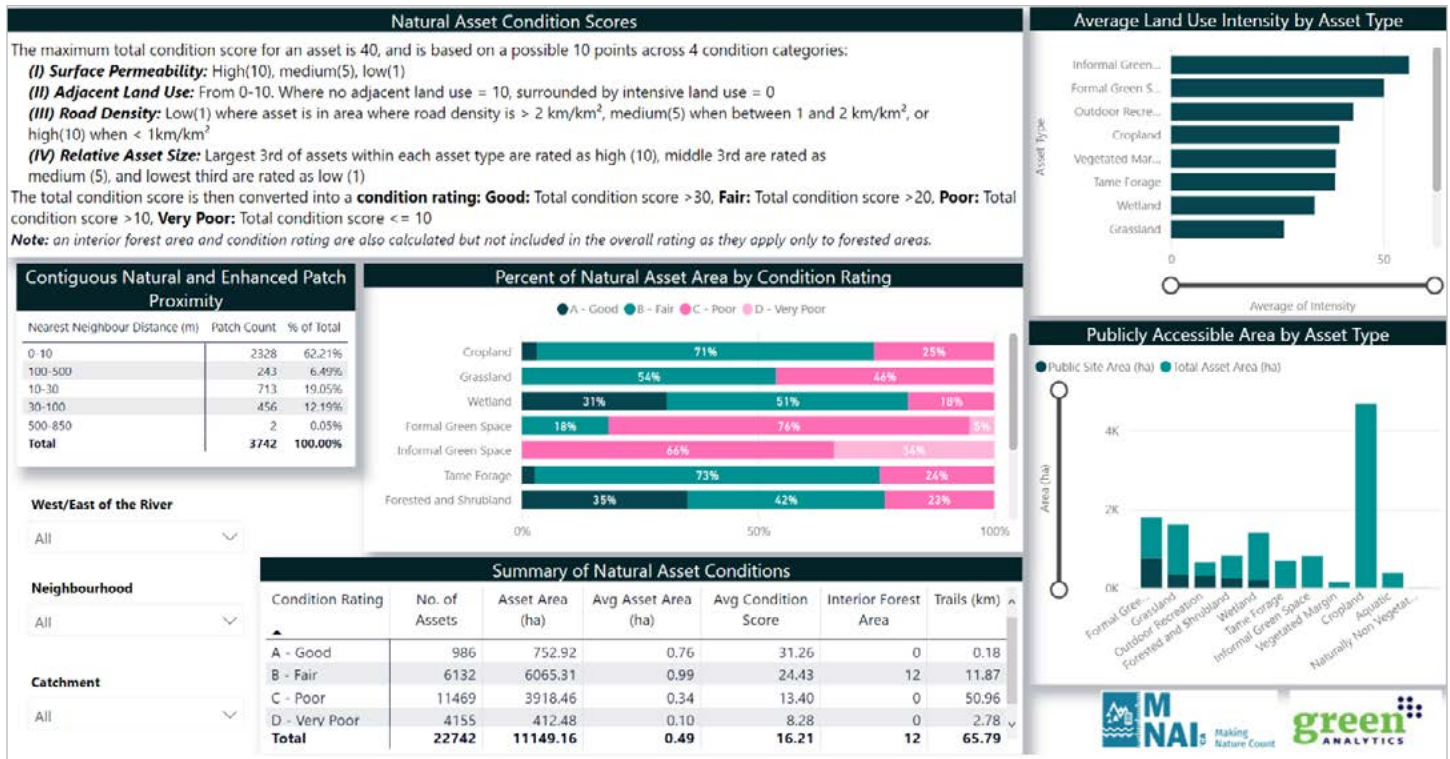 Natural Asset Condition Scores
The maximum total condition score for an asset is 40, and is based on a possible 10 points across 4 condition categories:
(I) Surface Permeability: High(10), medium(5), low(1)
(II) Adjacent Land Use: From 0-10. Where no adjacent land use = 10, surrounded by intensive land use = 0
(III) Road Density: Low(1) where asset is in area where road density is > 2 km/km², medium(5) when between 1 and 2 km/km², or
high(10) when < 1km/km²
(IV) Relative Asset Size: Largest 3rd of assets within each asset type are rated as high (10), middle 3rd are rated as
medium (5), and lowest third are rated as low (1)
The total condition score is then converted into a condition rating: Good: Total condition score >30, Fair: Total condition score >20, Poor: Total
condition score >10, Very Poor: Total condition score <= 10
Note: an interior forest area and condition rating are also calculated but not included in the overall rating as they apply only to forested areas.
Average Land Use Intensity by Asset Type
Asset Type
Informal Green...
Formal Green S...
Outdoor Recre...
Cropland
Vegetated Mar...
Tame Forage
Wetland
Grassland
0 50
Average of Intensity
Contiguous Natural and Enhanced Patch
Proximity
Nearest Neighbour Distance (m) Patch Count % of Total
0-10 2328 62.21%
100-500 243 6.49%
10-30 713 19.05%
30-100 456 12.19%
500-850 2 0.05%
Total 3742 100.00%
Percent of Natural Asset Area by Condition Rating
A - Good B - Fair C - Poor D - Very Poor
Cropland 71% 25%
Grassland 54% 46%
Wetland 31% 51% 18%
Formal Green Space 18% 76% 5%
Informal Green Space 66% 34%
Tame Forage 73% 24%
Forested and Shrubland 35% 42% 23%
0% 50% 100%
Publicly Accessible Area by Asset Type
Public Site Area (ha) Total Asset Area (ha)
Area (ha)
4K
2K
0K
Formal Gree...
Grassland
Outdoor Recreation
Forested and Shrubland
Wetland
Tame Forage
Informal Green Space
Vegetated Margin
Cropland
Aquatic
Naturally Non Vegetat...
West/East of the River
All
Neighbourhood
All
Catchment
All
Summary of Natural Asset Conditions
Condition Rating No. of Assets Asset Area (ha) Avg Asset Area (ha) Avg Condition Score Interior Forest Area Trails (km)
A - Good 986 752.92 0.76 31.26 0 0.18
B - Fair 6132 6065.31 0.99 24.43 12 11.87
C - Poor 11469 3918.46 0.34 13.40 0 50.96
D - Very Poor 4155 412.48 0.10 8.28 0 2.78
Total 22742 11149.16 0.49 16.21 12 65.79
M
NAI
Making
Nature Count
green
ANALYTICS